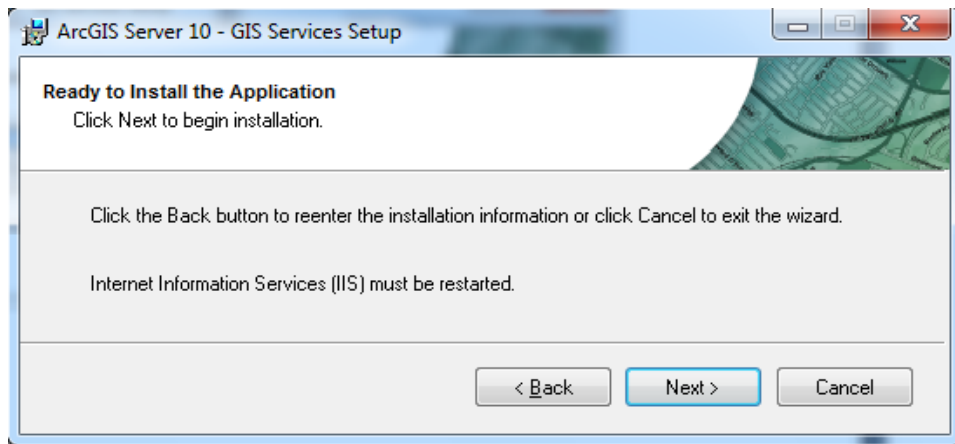 ArcGIS Server 10 - GIS Services Setup
Ready to Install the Application
Click Next to begin installation.
Click the Back button to reenter the installation information or click Cancel to exit the wizard.
Internet Information Services (IIS) must be restarted.
< Back Next > Cancel